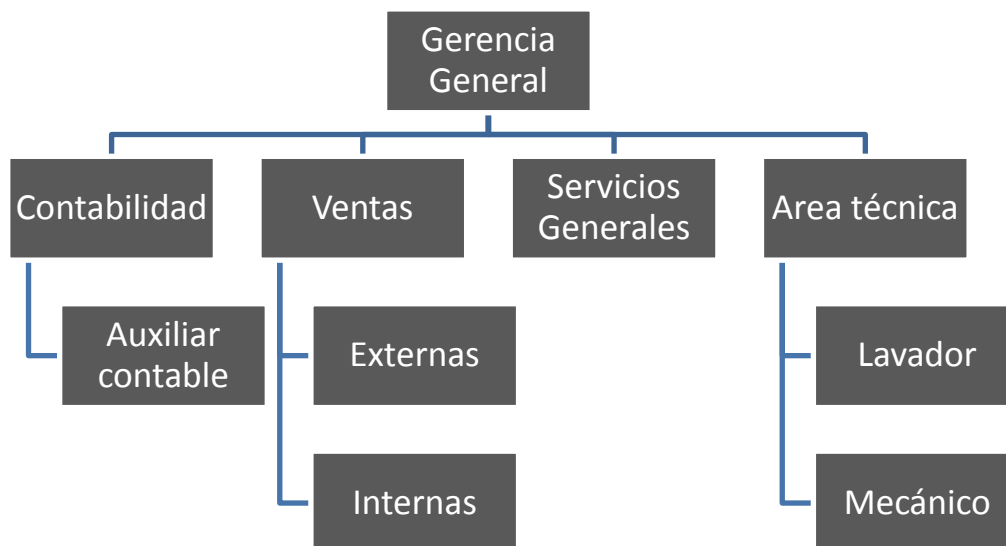 Gerencia
General
Contabilidad
Ventas
Servicios
Generales
Area técnica
Auxiliar
contable
Externas
Lavador
Internas
Mecánico